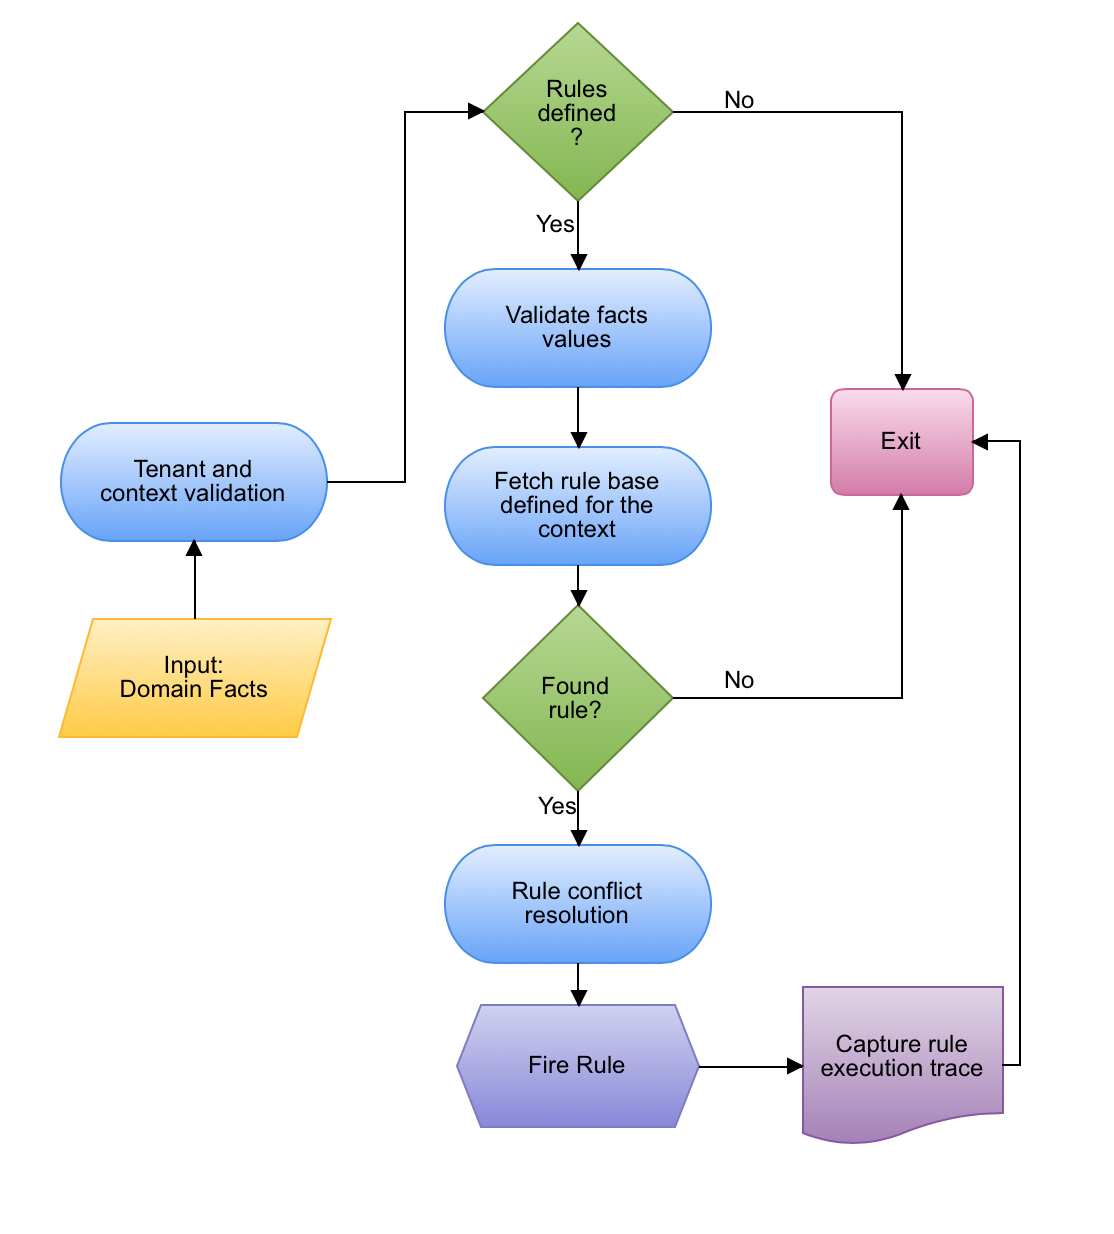 Rules
defined
?
No
Yes
Validate facts
values
Exit
Tenant and
context validation
Fetch rule base
defined for the
context
Input:
Domain Facts
Found
rule?
No
Yes
Rule conflict
resolution
Fire Rule
Capture rule
execution trace